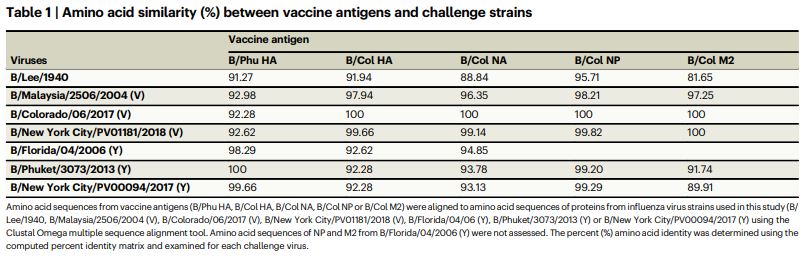 Table 1 | Amino acid similarity (%) between vaccine antigens and challenge strains
Vaccine antigen
Viruses B/Phu HA B/Col HA B/Col NA B/Col NP B/Col M2
B/Lee/1940 91.27 91.94 88.84 95.71 81.65
B/Malaysia/2506/2004 (V) 92.98 97.94 96.35 98.21 97.25
B/Colorado/06/2017 (V) 92.28 100 100 100 100
B/New York City/PV01181/2018 (V) 92.62 99.66 99.14 99.82 100
B/Florida/04/2006 (Y) 98.29 92.62 94.85
B/Phuket/3073/2013 (Y) 100 92.28 93.78 99.20 91.74
B/New York City/PV00094/2017 (Y) 99.66 92.28 93.13 99.29 89.91
Amino acid sequences from vaccine antigens (B/Phu HA, B/Col HA, B/Col NA, B/Col NP or B/Col M2) were aligned to amino acid sequences of proteins from influenza virus strains used in this study (B/
Lee/1940, B/Malaysia/2506/2004 (V), B/Colorado/06/2017 (V), B/New York City/PV01181/2018 (V), B/Florida/04/06 (Y), B/Phuket/3073/2013 (Y) or B/New York City/PV00094/2017 (Y) using the
Clustal Omega multiple sequence alignment tool. Amino acid sequences of NP and M2 from B/Florida/04/2006 (Y) were not assessed. The percent (%) amino acid identity was determined using the
computed percent identity matrix and examined for each challenge virus.